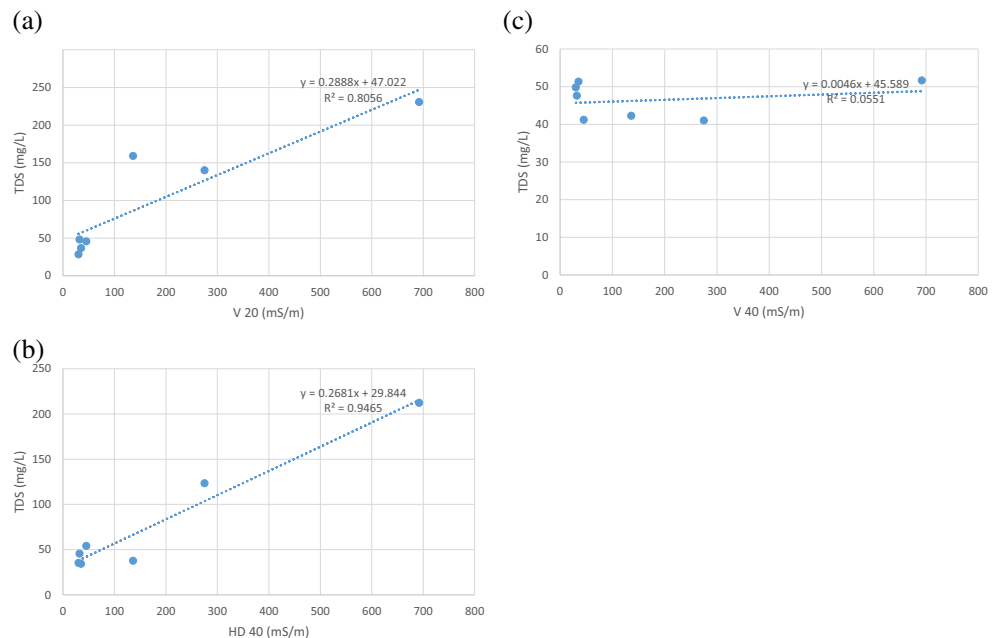 (a)
y = 0.2888x + 47.022
R² = 0.8056
250
200
150
100
50
0
TDS (mg/L)
0 100 200 300 400 500 600 700 800
V 20 (mS/m)
(c)
y = 0.0046x + 45.589
R² = 0.0551
60
50
40
30
20
10
0
TDS (mg/L)
0 100 200 300 400 500 600 700 800
V 40 (mS/m)
(b)
y = 0.2681x + 29.844
R² = 0.9465
250
200
150
100
50
0
TDS (mg/L)
0 100 200 300 400 500 600 700 800
HD 40 (mS/m)